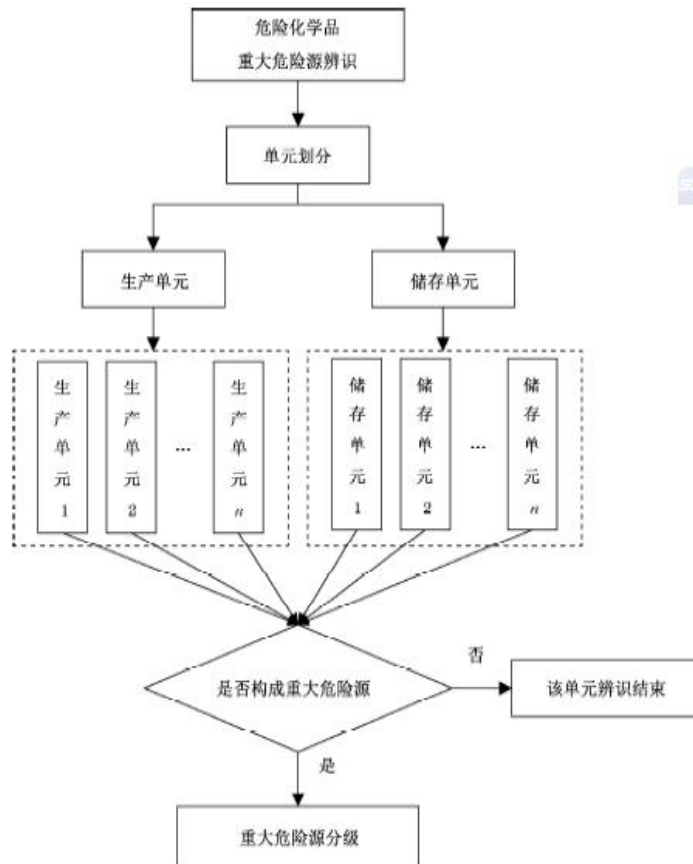 危险化学品
重大危险源辨识
单元划分
生产单元
储存单元
生产单元1
生产单元2
...
生产单元n
储存单元1
储存单元2
...
储存单元n
是否构成重大危险源
否
该单元辨识结束
是
重大危险源分级